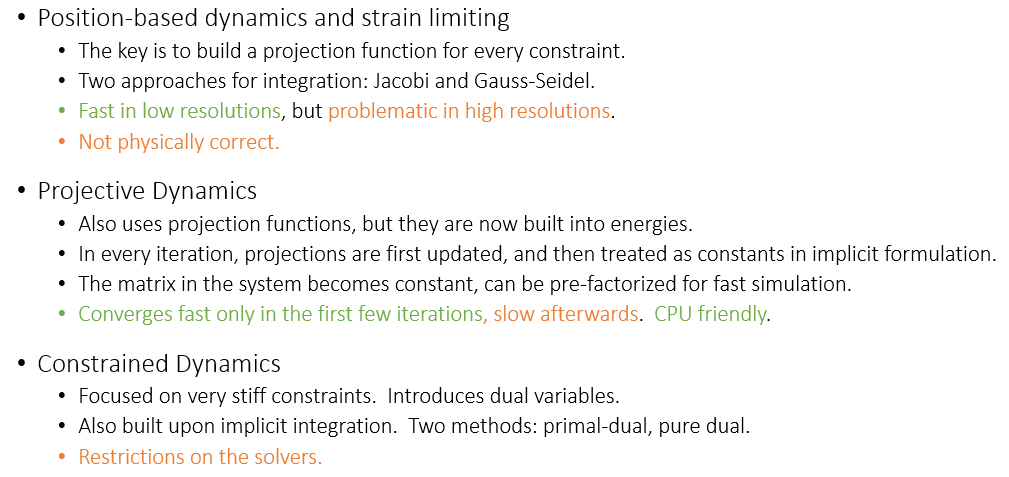 • Position-based dynamics and strain limiting
• The key is to build a projection function for every constraint.
• Two approaches for integration: Jacobi and Gauss-Seidel.
• Fast in low resolutions, but problematic in high resolutions.
• Not physically correct.
• Projective Dynamics
• Also uses projection functions, but they are now built into energies.
• In every iteration, projections are first updated, and then treated as constants in implicit formulation.
• The matrix in the system becomes constant, can be pre-factorized for fast simulation.
• Converges fast only in the first few iterations, slow afterwards.  CPU friendly.
• Constrained Dynamics
• Focused on very stiff constraints.  Introduces dual variables.
• Also built upon implicit integration.  Two methods: primal-dual, pure dual.
• Restrictions on the solvers.